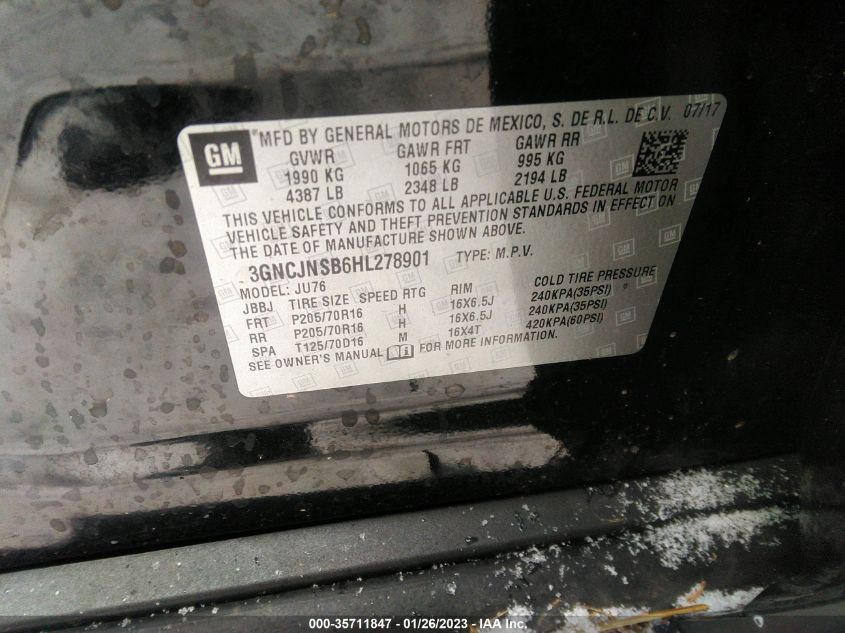 GM
*MFD BY GENERAL MOTORS DE MEXICO, S. DE R.L. DE C.V. 07/17
GVWR GAWR FRT GAWR RR
1990 KG 1065 KG 995 KG
4387 LB 2348 LB 2194 LB
THIS VEHICLE CONFORMS TO ALL APPLICABLE U.S. FEDERAL MOTOR
VEHICLE SAFETY AND THEFT PREVENTION STANDARDS IN EFFECT ON
THE DATE OF MANUFACTURE SHOWN ABOVE.
3GNCJNSB6HL278901 TYPE: M.P.V.
MODEL: JU76
JBBJ TIRE SIZE SPEED RTG RIM COLD TIRE PRESSURE
FRT P205/70R16 H 16X6.5J 240KPA(35PSI)
RR P205/70R16 H 16X6.5J 240KPA(35PSI)
SPA T125/70D16 M 16X4T 420KPA(60PSI)
SEE OWNER'S MANUAL FOR MORE INFORMATION.
000-35711847 — 01/26/2023 — © IAA Inc.